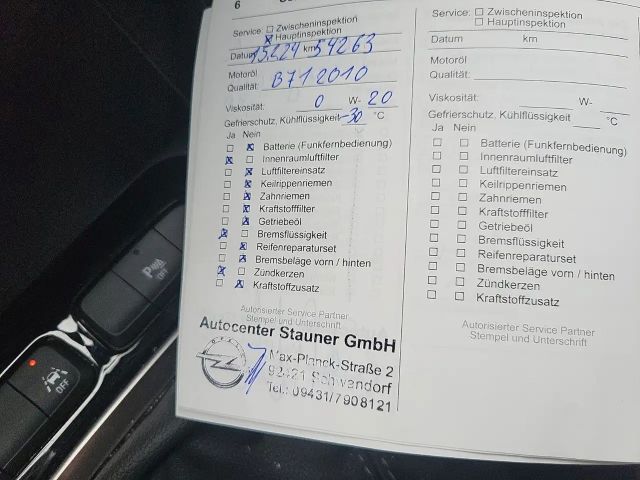 6
Service: Zwischeninspektion
Hauptinspektion
Datum km 54263
Motoröl
Qualität: B712010
Viskosität: 0 W- 20
Gefrierschutz, Kühlflüssigkeit -30 °C
Ja Nein
Batterie (Funkfernbedienung)
Innenraumluftfilter
Luftfiltereinsatz
Keilrippenriemen
Zahnriemen
Kraftstofffilter
Getriebeöl
Bremsflüssigkeit
Reifenreparaturset
Bremsbeläge vorn / hinten
Zündkerzen
Kraftstoffzusatz
Autorisierter Service Partner
Stempel und Unterschrift
Autocenter Stauner GmbH
Max-Planck-Straße 2
92421 Schwandorf
Tel.: 09431/7908121
Service: Zwischeninspektion
Hauptinspektion
Datum km
Motoröl
Qualität:
Viskosität: W-
Gefrierschutz, Kühlflüssigkeit °C
Ja Nein
Batterie (Funkfernbedienung)
Innenraumluftfilter
Luftfiltereinsatz
Keilrippenriemen
Zahnriemen
Kraftstofffilter
Getriebeöl
Bremsflüssigkeit
Reifenreparaturset
Bremsbeläge vorn / hinten
Zündkerzen
Kraftstoffzusatz
Autorisierter Service Partner
Stempel und Unterschrift
OFF
OFF